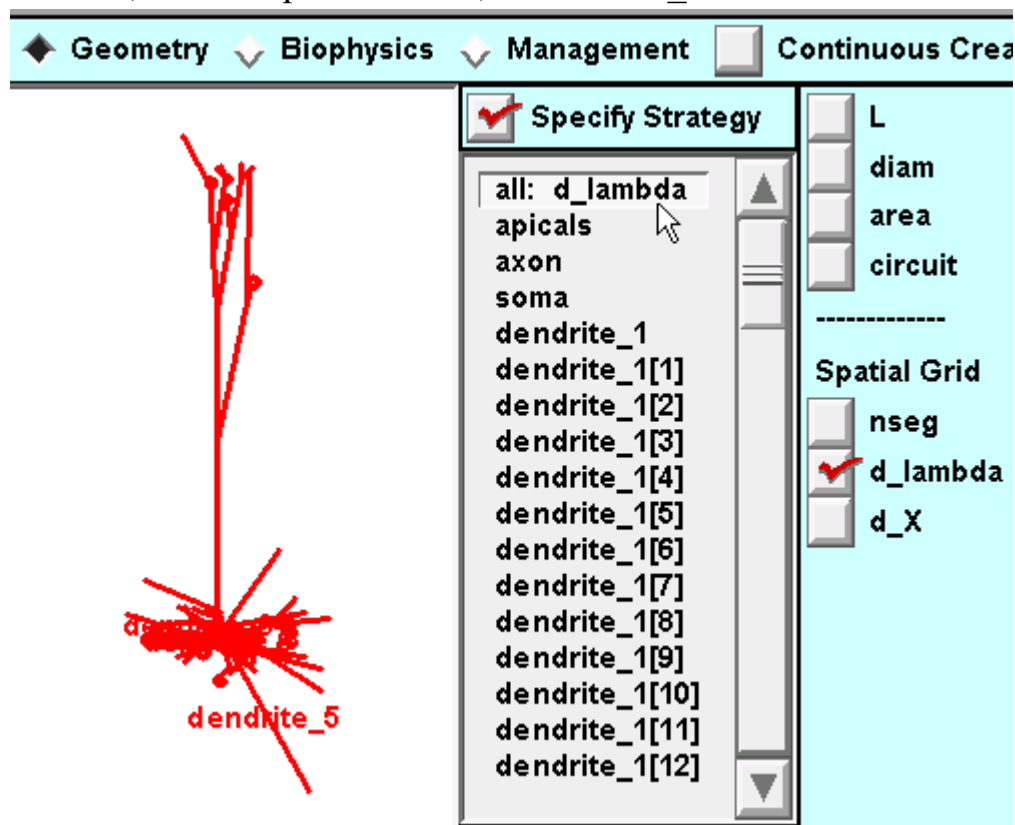 Geometry Biophysics Management Continuous Crea
Specify Strategy
all: d_lambda
apicals
axon
soma
dendrite_1
dendrite_1[1]
dendrite_1[2]
dendrite_1[3]
dendrite_1[4]
dendrite_1[5]
dendrite_1[6]
dendrite_1[7]
dendrite_1[8]
dendrite_1[9]
dendrite_1[10]
dendrite_1[11]
dendrite_1[12]
L
diam
area
circuit
-------------
Spatial Grid
nseg
d_lambda
d_X
dendrite_5